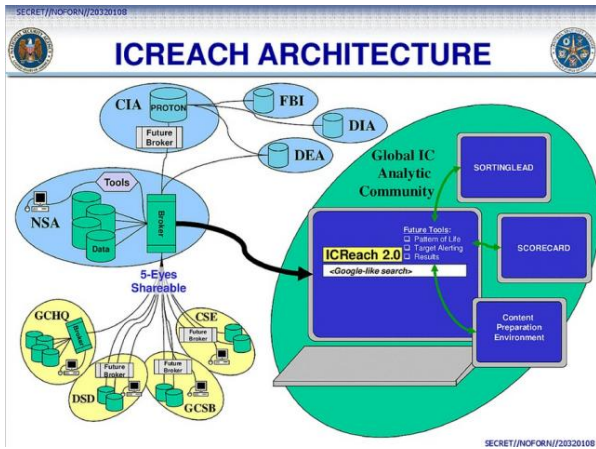 SECRET//NOFORN//20320108
ICREACH ARCHITECTURE
CIA
PROTON
FBI
DIA
DEA
Future
Broker
Tools
NSA
Data
Broker
5-Eyes
Shareable
GCHQ
Broker
CSE
Future
Broker
Future
Broker
Future
Broker
DSD
GCSB
Global IC
Analytic
Community
SORTINGLEAD
Future Tools:
Pattern of Life
Target Alerting
Results
ICReach 2.0
<Google-like search>
SCORECARD
Content
Preparation
Environment
SECRET//NOFORN//20320108